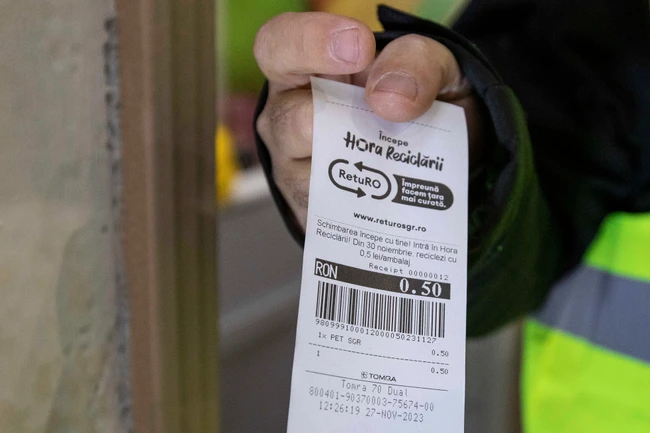 Începe
Hora Reciclării
RetuRO
Împreună
facem țara
mai curată.
www.returosgr.ro
Schimbarea începe cu tine! Intră în Hora
Reciclării! Din 30 noiembrie, reciclezi cu
0,5 lei/ambalaj
Receipt 00000012
RON 0.50
980999100012000050231127
1x PET SGR 0.50
1 0.50
TOMRA
Tomra 70 Dual
800401-90370003-75674-00
12:26:19 27-NOV-2023